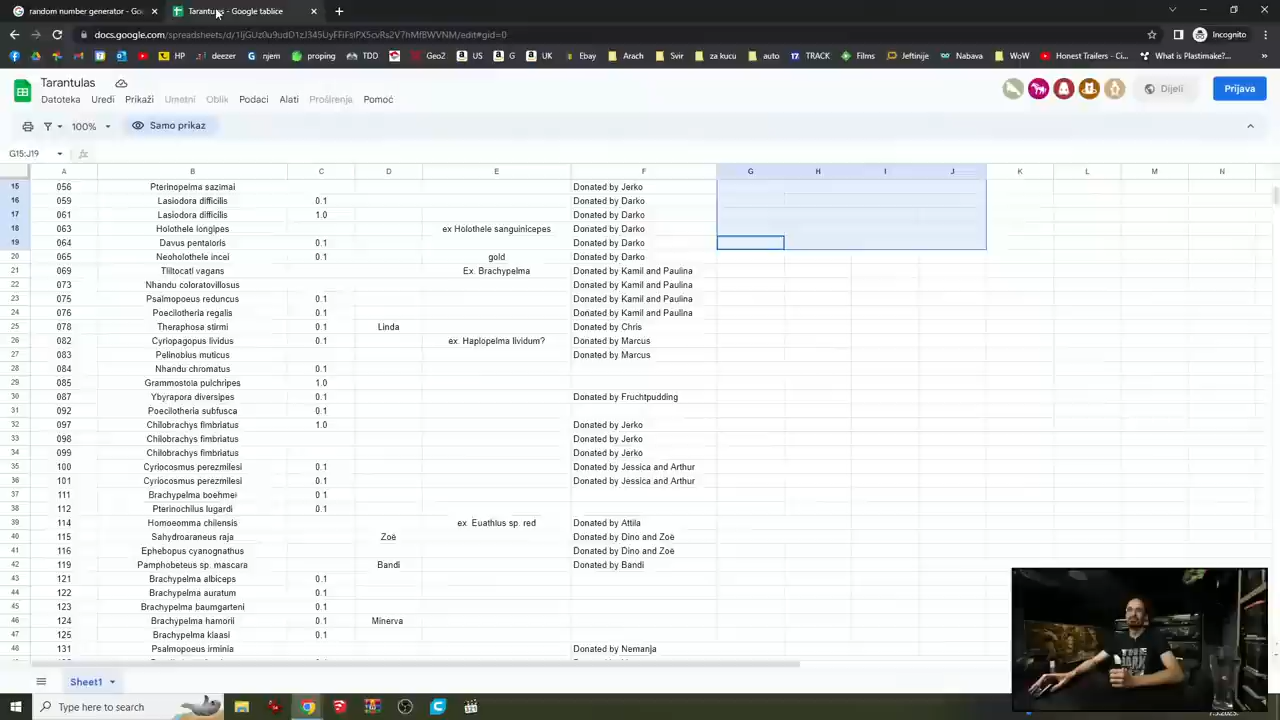 random number generator - Go
Tarantulas - Google tablice
docs.google.com/spreadsheets/d/1IjGUz0u9udD1zJ345UyFFiFstPX5cvRs2V7hMfBWVNM/edit#gid=0
Incognito
HP deezer njem proping TDD Google US G UK Ebay Arach Svir za kucu auto TRACK Films Jeftinije Nabava WoW Honest Trailers - Ci... What is Plastimake?...
Tarantulas
Datoteka Uredi Prikaži Umetni Oblik Podaci Alati Proširenja Pomoć
Dijeli
Prijava
100%
Samo prikaz
G15:J19
fx
A B C D E F G H I J K L M N
15 056 Pterinopelma sazimai Donated by Jerko
16 059 Lasiodora difficilis 0.1 Donated by Darko
17 061 Lasiodora difficilis 1.0 Donated by Darko
18 063 Holothele longipes ex Holothele sanguinicepes Donated by Darko
19 064 Davus pentaloris 0.1 Donated by Darko
20 065 Neoholothele incei 0.1 gold Donated by Darko
21 069 Tliltocatl vagans Ex. Brachypelma Donated by Kamil and Paulina
22 073 Nhandu coloratovillosus Donated by Kamil and Paulina
23 075 Psalmopoeus reduncus 0.1 Donated by Kamil and Paulina
24 076 Poecilotheria regalis 0.1 Donated by Kamil and Paulina
25 078 Theraphosa stirmi 0.1 Linda Donated by Chris
26 082 Cyriopagopus lividus 0.1 ex. Haplopelma lividum? Donated by Marcus
27 083 Pelinobius muticus Donated by Marcus
28 084 Nhandu chromatus 0.1
29 085 Grammostola pulchripes 1.0
30 087 Ybyrapora diversipes 0.1 Donated by Fruchtpudding
31 092 Poecilotheria subfusca 0.1
32 097 Chilobrachys fimbriatus 1.0 Donated by Jerko
33 098 Chilobrachys fimbriatus Donated by Jerko
34 099 Chilobrachys fimbriatus Donated by Jerko
35 100 Cyriocosmus perezmilesi 0.1 Donated by Jessica and Arthur
36 101 Cyriocosmus perezmilesi 0.1 Donated by Jessica and Arthur
37 111 Brachypelma boehmei 0.1
38 112 Pterinochilus lugardi 0.1
39 114 Homoeomma chilensis ex Euathlus sp. red Donated by Attila
40 115 Sahydroaraneus raja Zoë Donated by Dino and Zoë
41 116 Ephebopus cyanognathus Donated by Dino and Zoë
42 119 Pamphobeteus sp. mascara Bandi Donated by Bandi
43 121 Brachypelma albiceps 0.1
44 122 Brachypelma auratum 0.1
45 123 Brachypelma baumgarteni 0.1
46 124 Brachypelma hamorii 0.1 Minerva
47 125 Brachypelma klaasi 0.1
48 131 Psalmopoeus irminia Donated by Nemanja
Sheet1
Type here to search